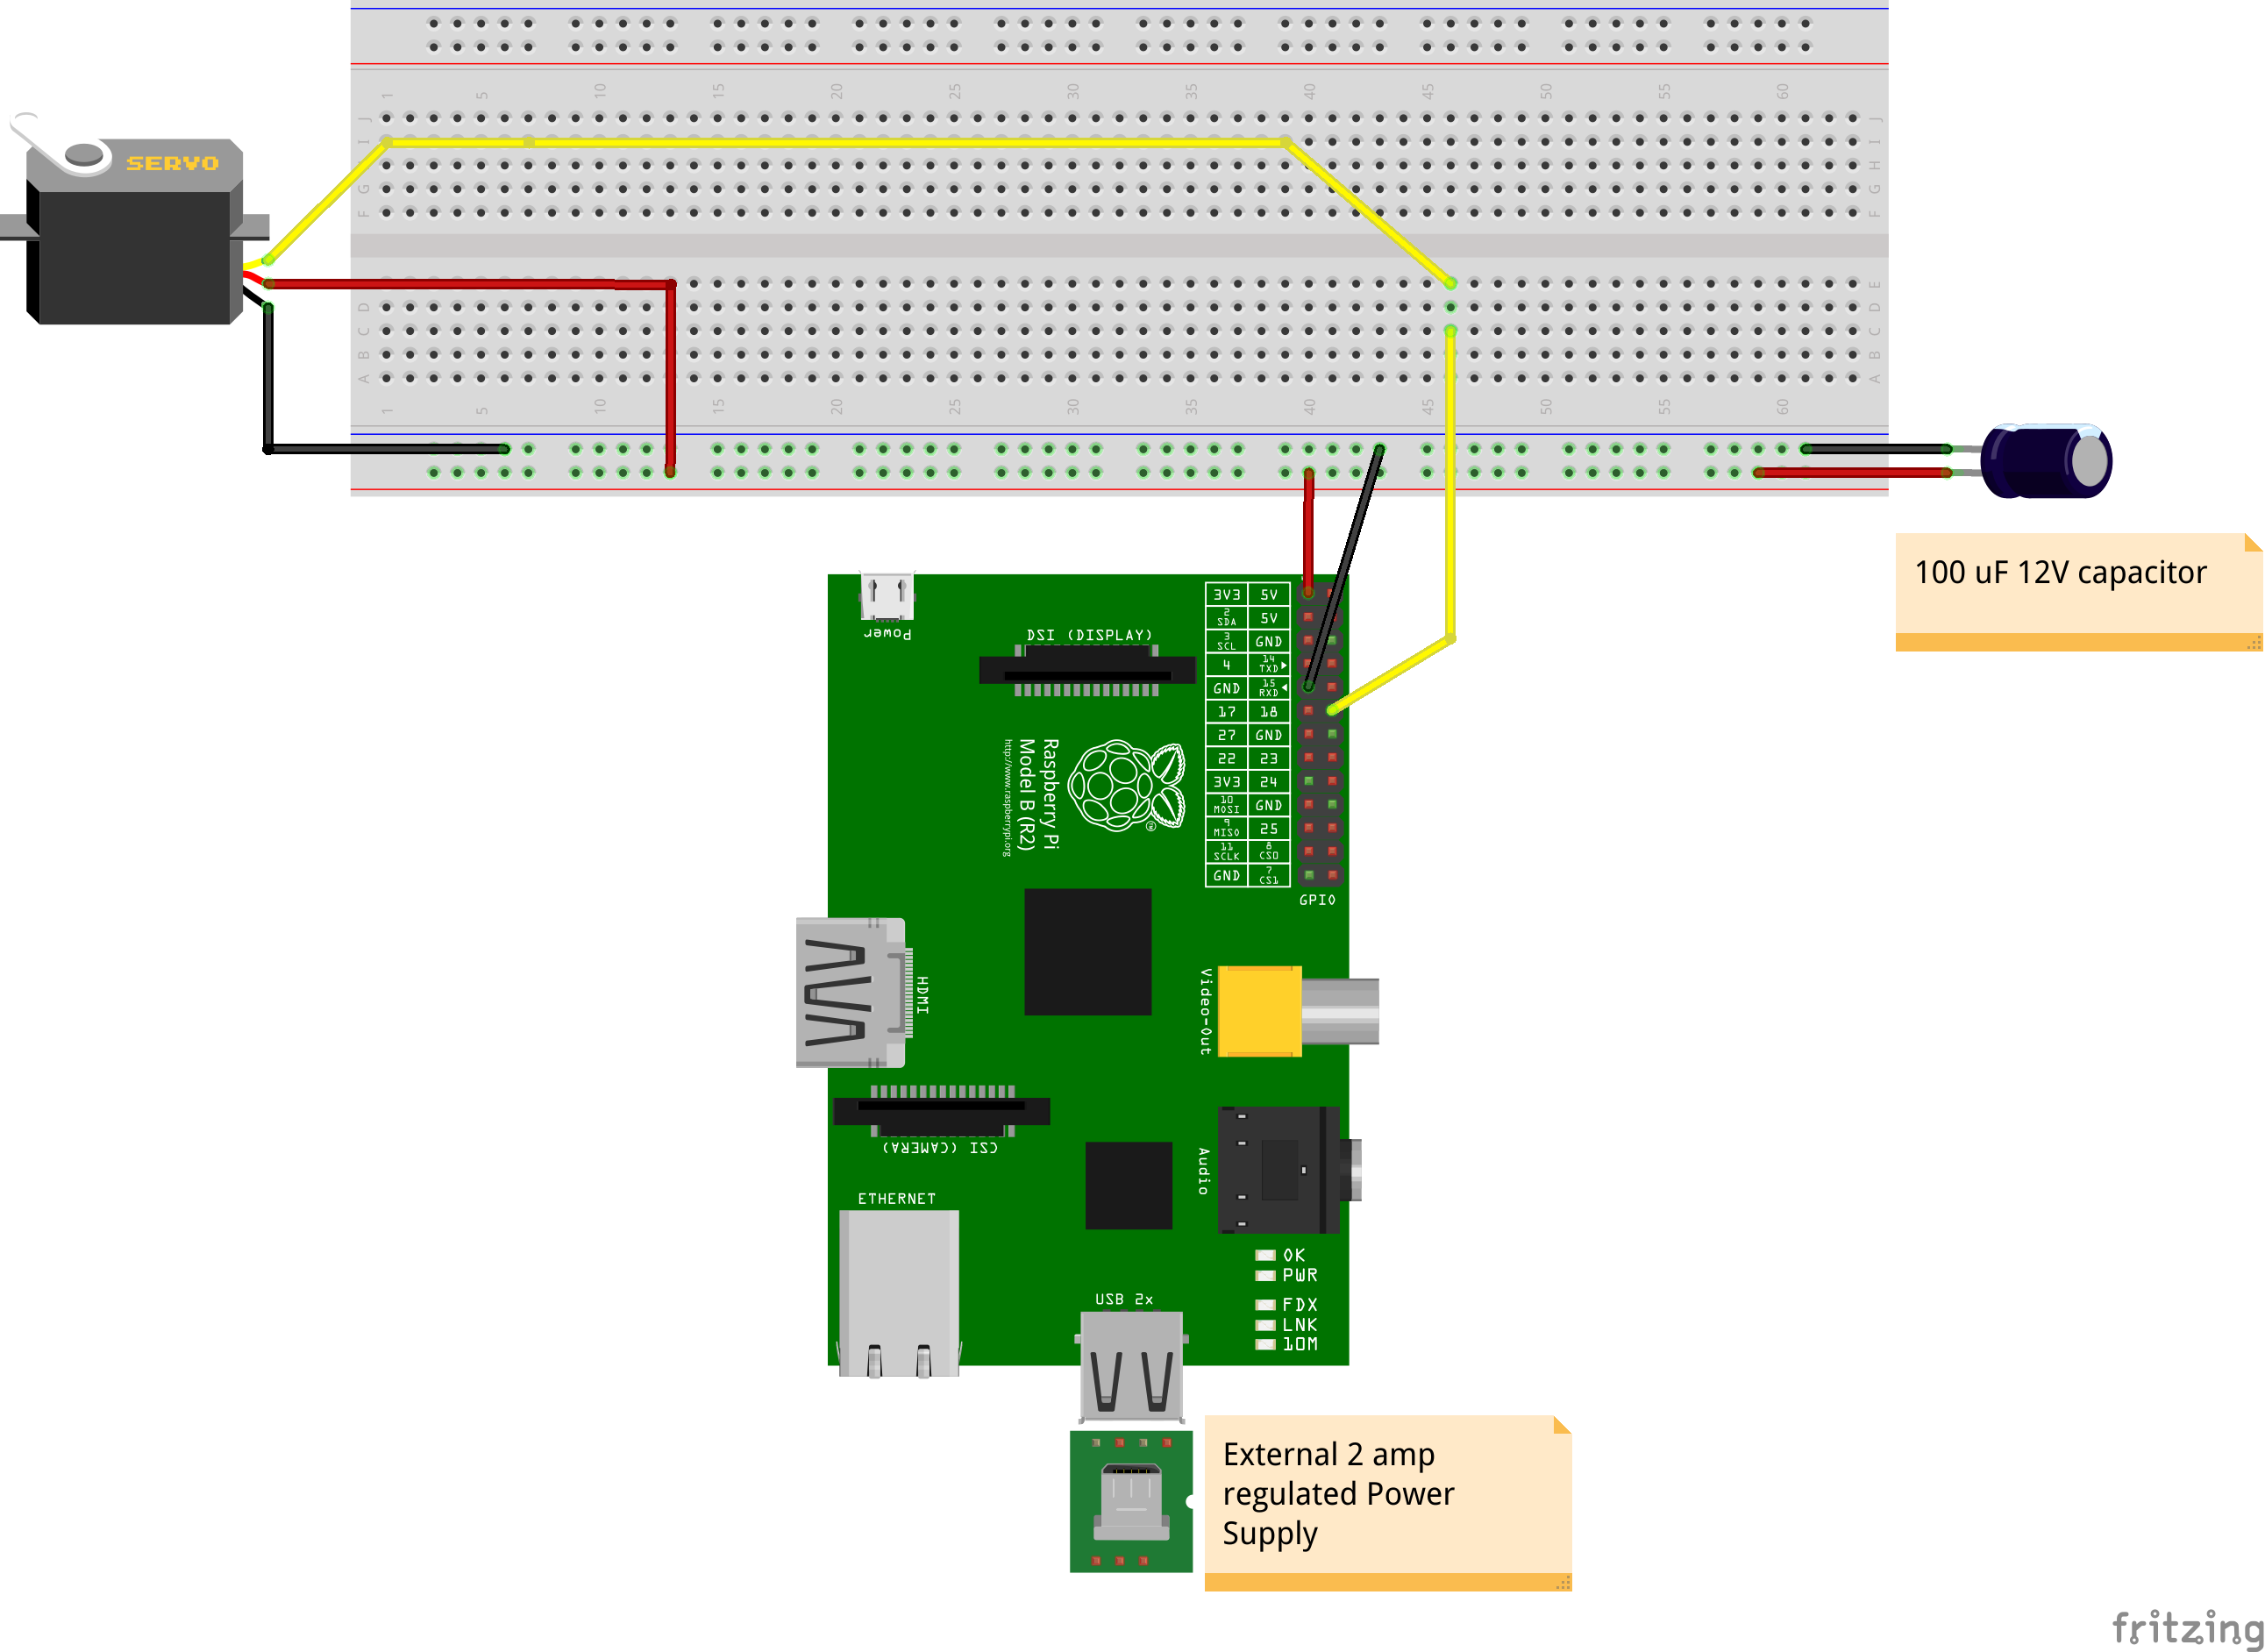 1 5 10 15 20 25 30 35 40 45 50 55 60
J J
I I
H
G G
F F
SERVO
E
D D
C C
B B
A A
1 5 10 15 20 25 30 35 40 45 50 55 60
100 uF 12V capacitor
Power
DSI (DISPLAY)
3V3 5V
2 SDA 5V
3 SCL GND
4 14 TXD
GND 15 RXD
17 18
27 GND
22 23
3V3 24
10 MOSI GND
9 MISO 25
11 SCLK 8 CS0
GND 7 CS1
GPIO
Raspberry Pi
Model B (R2)
http://www.raspberrypi.org
TM
HDMI
Video-Out
CSI (CAMERA)
Audio
ETHERNET
OK
PWR
FDX
LNK
10M
USB 2x
External 2 amp
regulated Power
Supply
fritzing